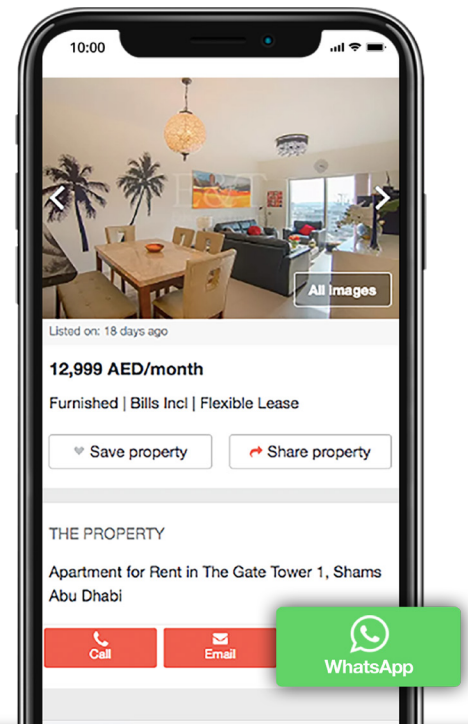 10:00
E&T
All Images
Listed on: 18 days ago
12,999 AED/month
Furnished | Bills Incl | Flexible Lease
Save property
Share property
THE PROPERTY
Apartment for Rent in The Gate Tower 1, Shams
Abu Dhabi
Call
Email
WhatsApp